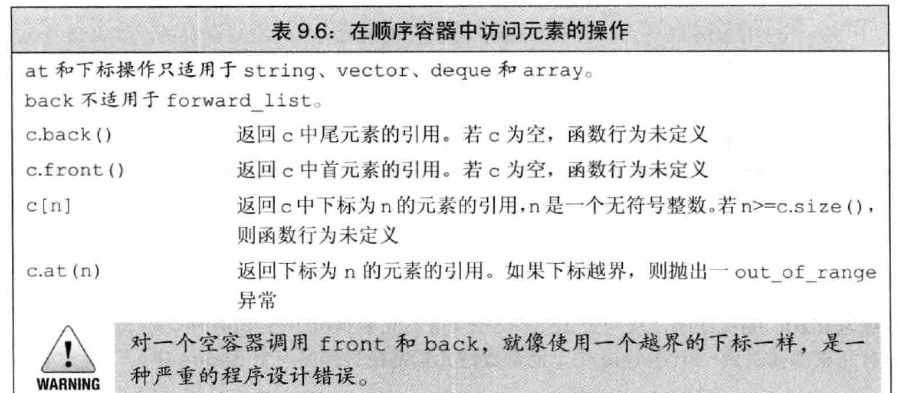 表 9.6：在顺序容器中访问元素的操作
at 和下标操作只适用于 string、vector、deque 和 array。
back 不适用于 forward_list。
c.back() 返回 c 中尾元素的引用。若 c 为空，函数行为未定义
c.front() 返回 c 中首元素的引用。若 c 为空，函数行为未定义
c[n] 返回 c 中下标为 n 的元素的引用，n 是一个无符号整数。若 n>=c.size()，
则函数行为未定义
c.at(n) 返回下标为 n 的元素的引用。如果下标越界，则抛出一 out_of_range
异常
对一个空容器调用 front 和 back，就像使用一个越界的下标一样，是一
WARNING 种严重的程序设计错误。